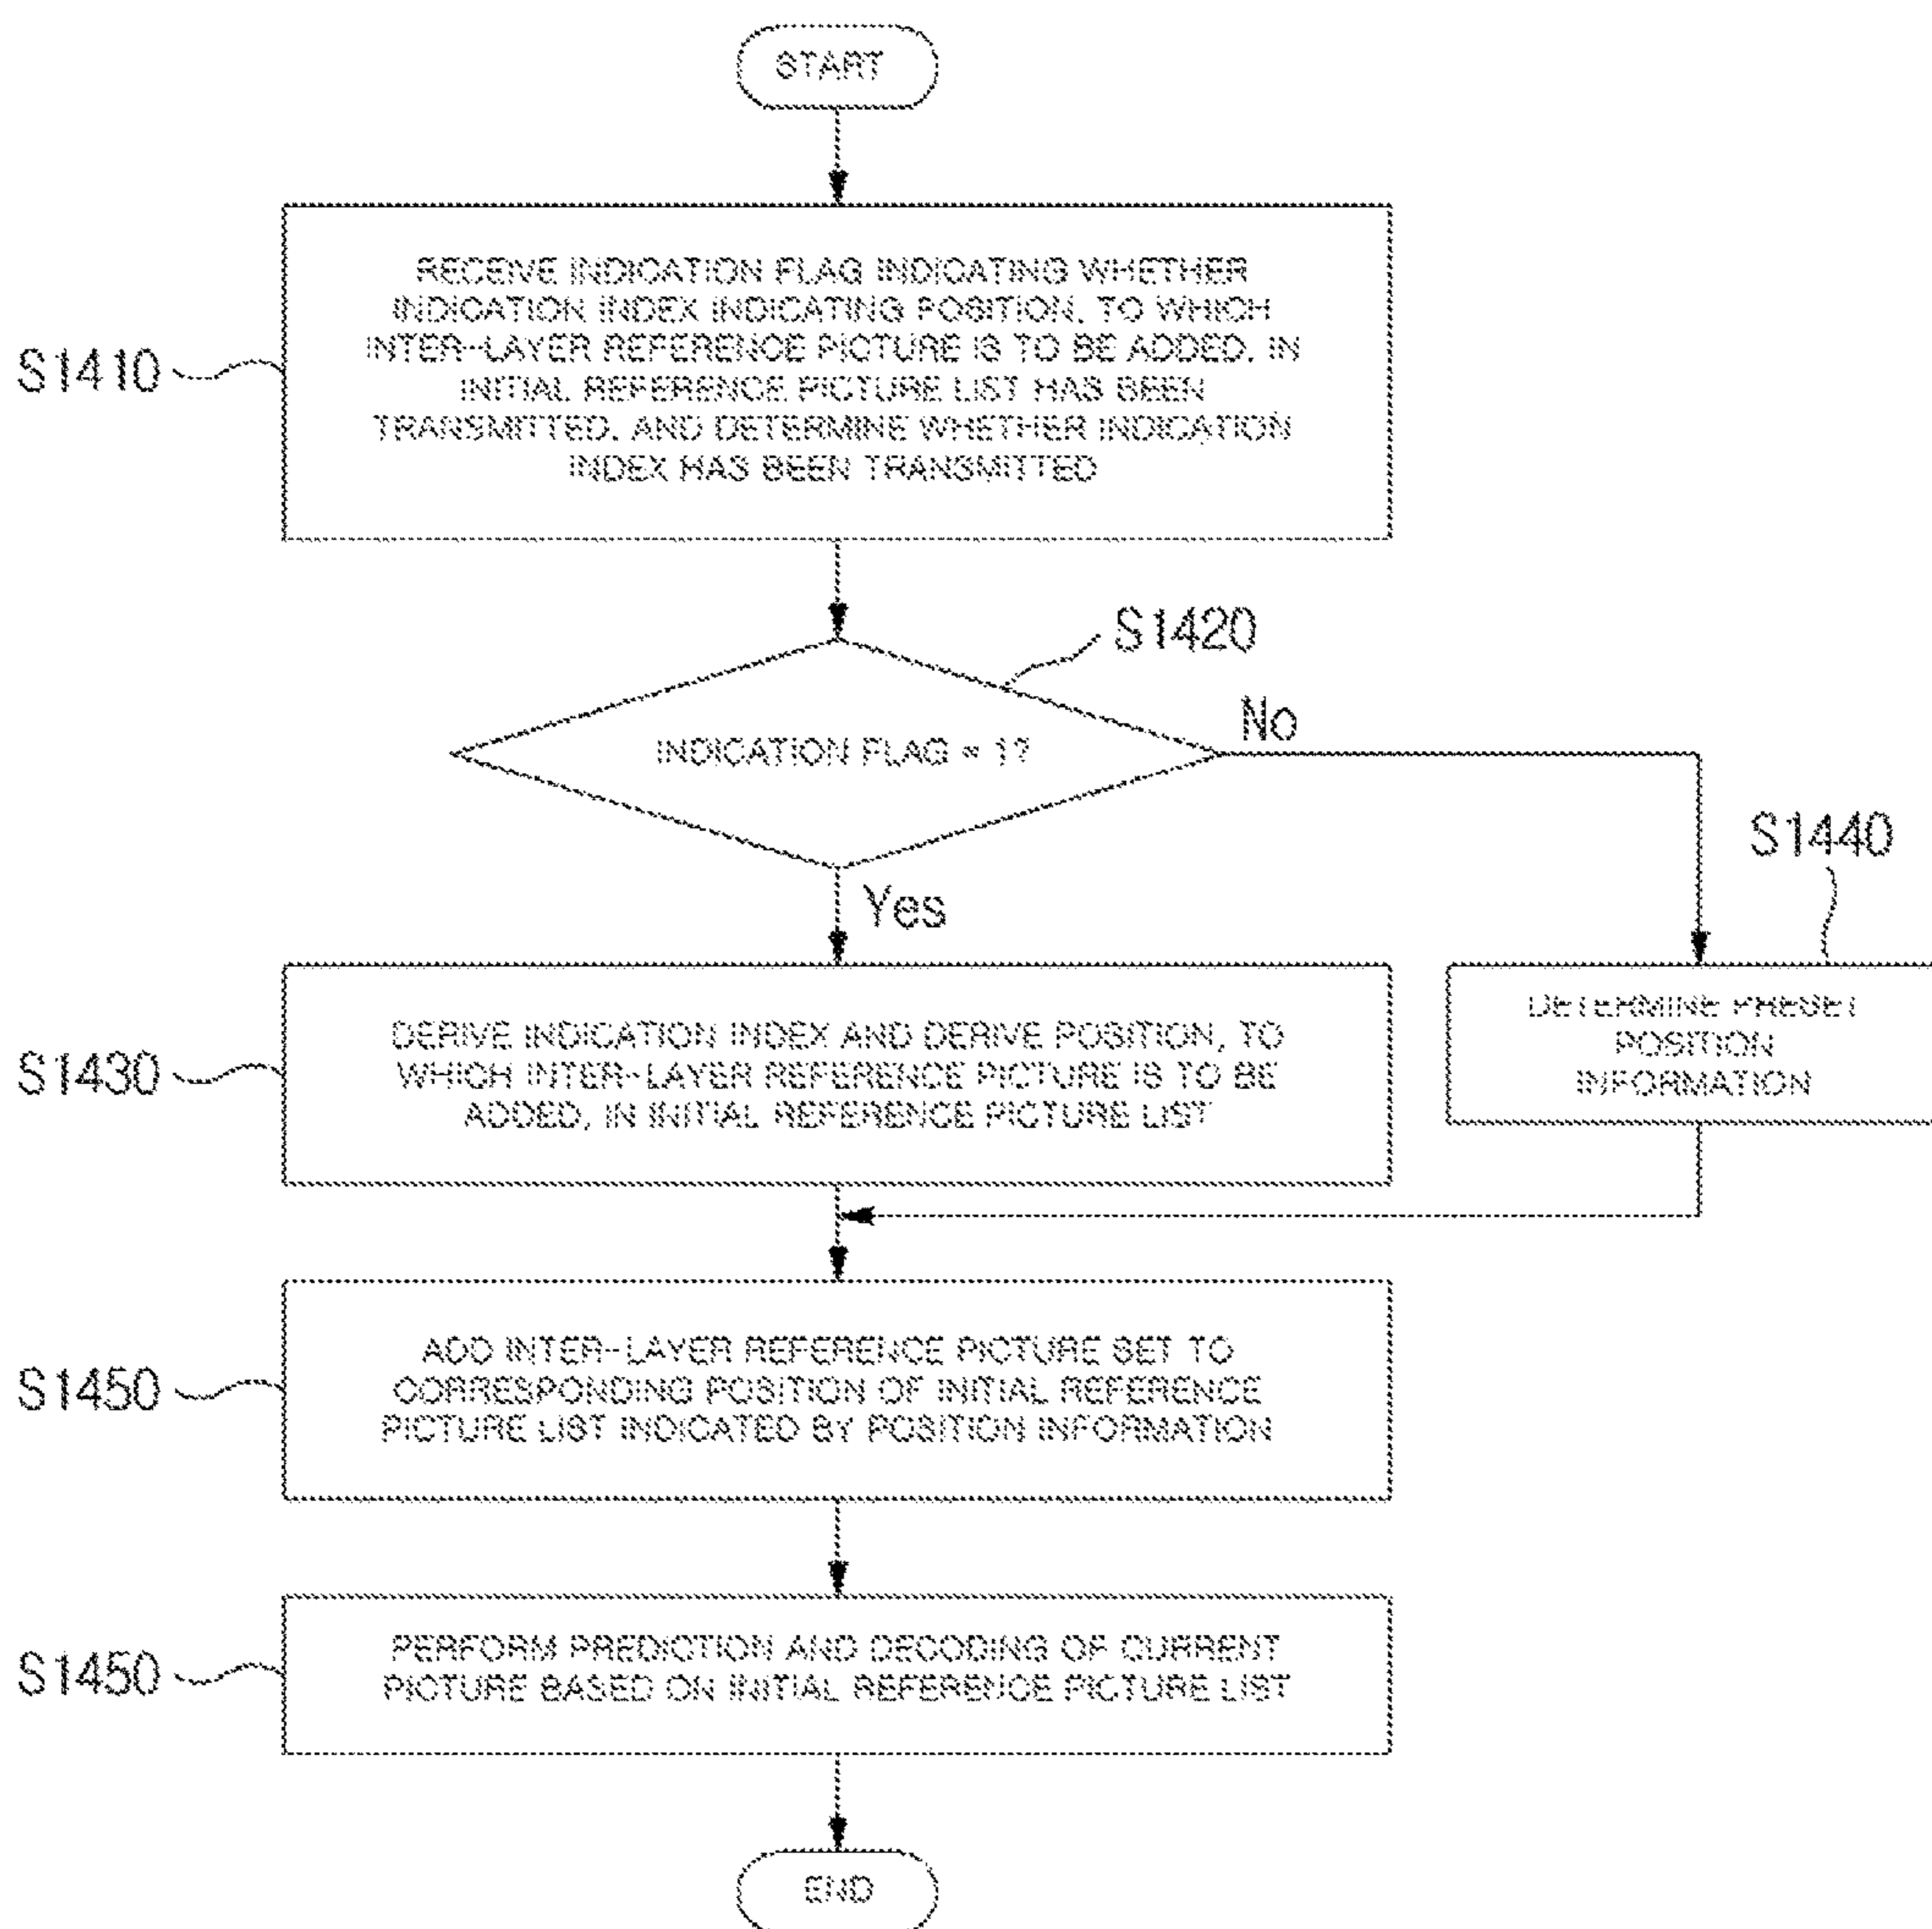 START
S1410
RECEIVE INDICATION FLAG INDICATING WHETHER
INDICATION INDEX INDICATING POSITION, TO WHICH
INTER-LAYER REFERENCE PICTURE IS TO BE ADDED, IN
INITIAL REFERENCE PICTURE LIST HAS BEEN
TRANSMITTED, AND DETERMINE WHETHER INDICATION
INDEX HAS BEEN TRANSMITTED
S1420
INDICATION FLAG = 1?
No
Yes
S1440
DETERMINE PRESET
POSITION
INFORMATION
S1430
DERIVE INDICATION INDEX AND DERIVE POSITION, TO
WHICH INTER-LAYER REFERENCE PICTURE IS TO BE
ADDED, IN INITIAL REFERENCE PICTURE LIST
S1450
ADD INTER-LAYER REFERENCE PICTURE SET TO
CORRESPONDING POSITION OF INITIAL REFERENCE
PICTURE LIST INDICATED BY POSITION INFORMATION
S1450
PERFORM PREDICTION AND DECODING OF CURRENT
PICTURE BASED ON INITIAL REFERENCE PICTURE LIST
END